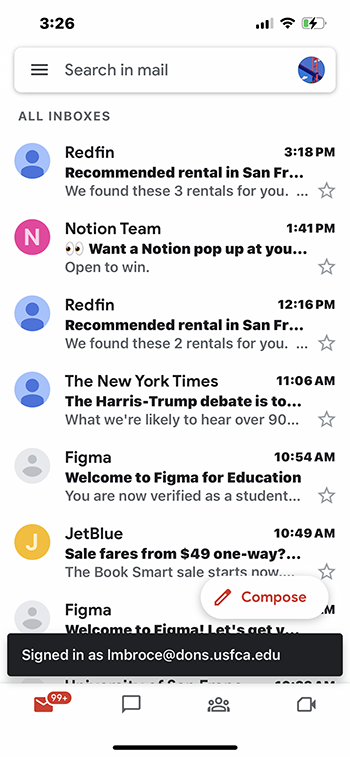 3:26
Search in mail
ALL INBOXES
Redfin 3:18 PM
Recommended rental in San Fr...
We found these 3 rentals for you. ...
N
Notion Team 1:41 PM
👀 Want a Notion pop up at you...
Open to win.
Redfin 12:16 PM
Recommended rental in San Fr...
We found these 2 rentals for you. ...
The New York Times 11:06 AM
The Harris-Trump debate is to...
What we're likely to hear over 90...
Figma 10:54 AM
Welcome to Figma for Education
You are now verified as a student...
J
JetBlue 10:49 AM
Sale fares from $49 one-way?...
The Book Smart sale starts now....
Compose
Figma AM
Welcome to Figma! Let's get y...
Signed in as lmbroce@dons.usfca.edu
University of San Franc
99+